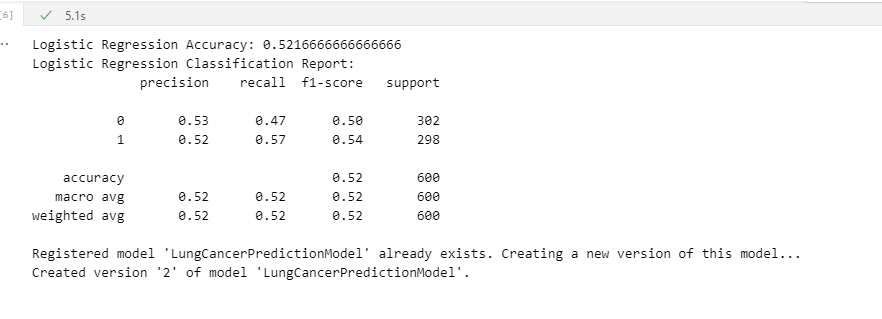 [6] ✓ 5.1s
Logistic Regression Accuracy: 0.5216666666666666
Logistic Regression Classification Report:
precision recall f1-score support
0 0.53 0.47 0.50 302
1 0.52 0.57 0.54 298
accuracy 0.52 600
macro avg 0.52 0.52 0.52 600
weighted avg 0.52 0.52 0.52 600
Registered model 'LungCancerPredictionModel' already exists. Creating a new version of this model...
Created version '2' of model 'LungCancerPredictionModel'.